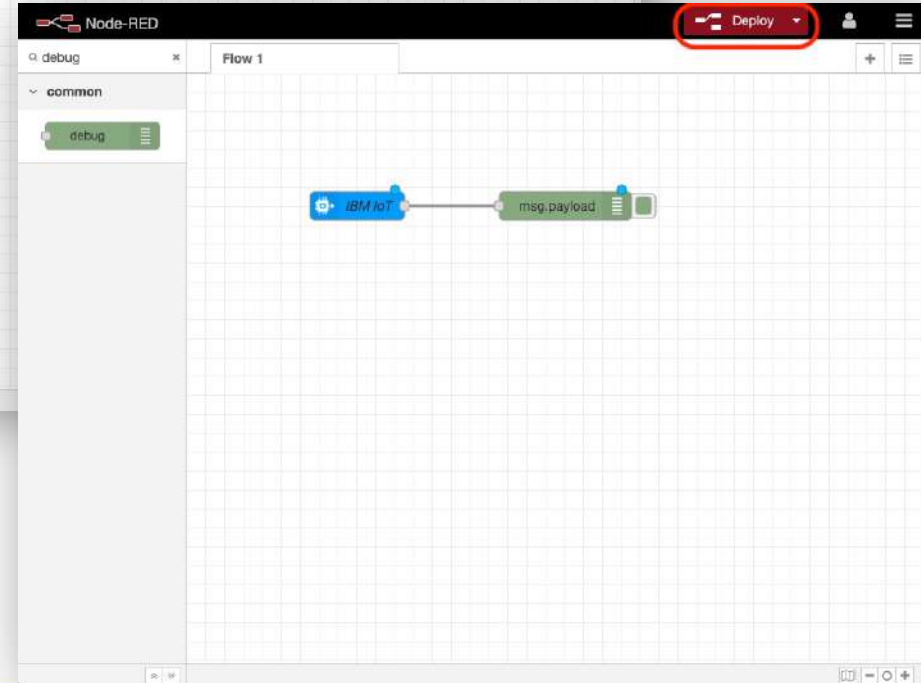 Node-RED
Deploy
debug
Flow 1
common
debug
IBM IoT
msg.payload